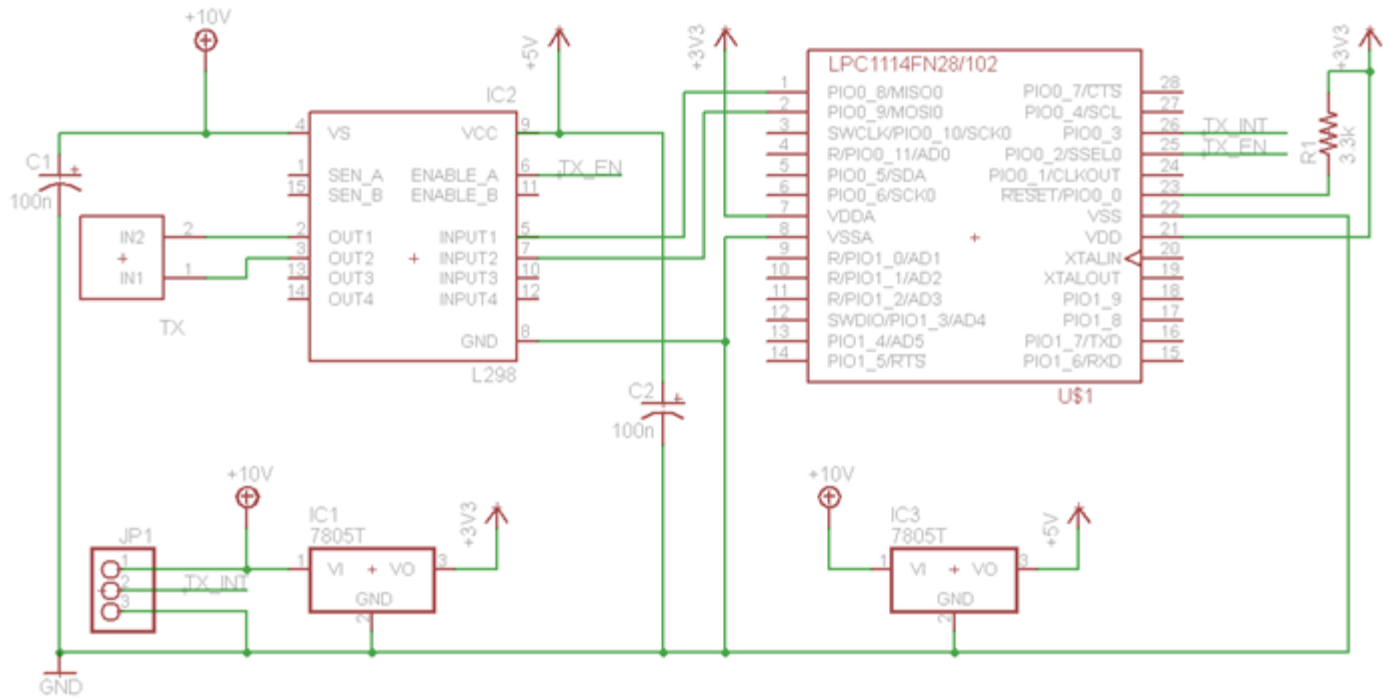 +10V
+5V
+3V3
+3V3
IC2
4 VS VCC 9
1 SEN_A ENABLE_A 6 TX_EN
15 SEN_B ENABLE_B 11
2 OUT1 INPUT1 5
3 OUT2 INPUT2 7
13 OUT3 INPUT3 10
14 OUT4 INPUT4 12
GND 8
L298
C1
100n
IN2 2
IN1 1
TX
LPC1114FN28/102
1 PIO0_8/MISO0 PIO0_7/CTS 28
2 PIO0_9/MOSI0 PIO0_4/SCL 27
3 SWCLK/PIO0_10/SCK0 PIO0_3 26 TX_INT
4 R/PIO0_11/AD0 PIO0_2/SSEL0 25 TX_EN
5 PIO0_5/SDA PIO0_1/CLKOUT 24
6 PIO0_6/SCK0 RESET/PIO0_0 23
7 VDDA VSS 22
8 VSSA VDD 21
9 R/PIO1_0/AD1 XTALIN 20
10 R/PIO1_1/AD2 XTALOUT 19
11 R/PIO1_2/AD3 PIO1_9 18
12 SWDIO/PIO1_3/AD4 PIO1_8 17
13 PIO1_4/AD5 PIO1_7/TXD 16
14 PIO1_5/RTS PIO1_6/RXD 15
U$1
R1
3.3k
C2
100n
+10V
JP1
1
2 TX_INT
3
IC1
7805T
1 VI VO 3
GND
2
+3V3
+10V
IC3
7805T
1 VI VO 3
GND
2
+5V
GND